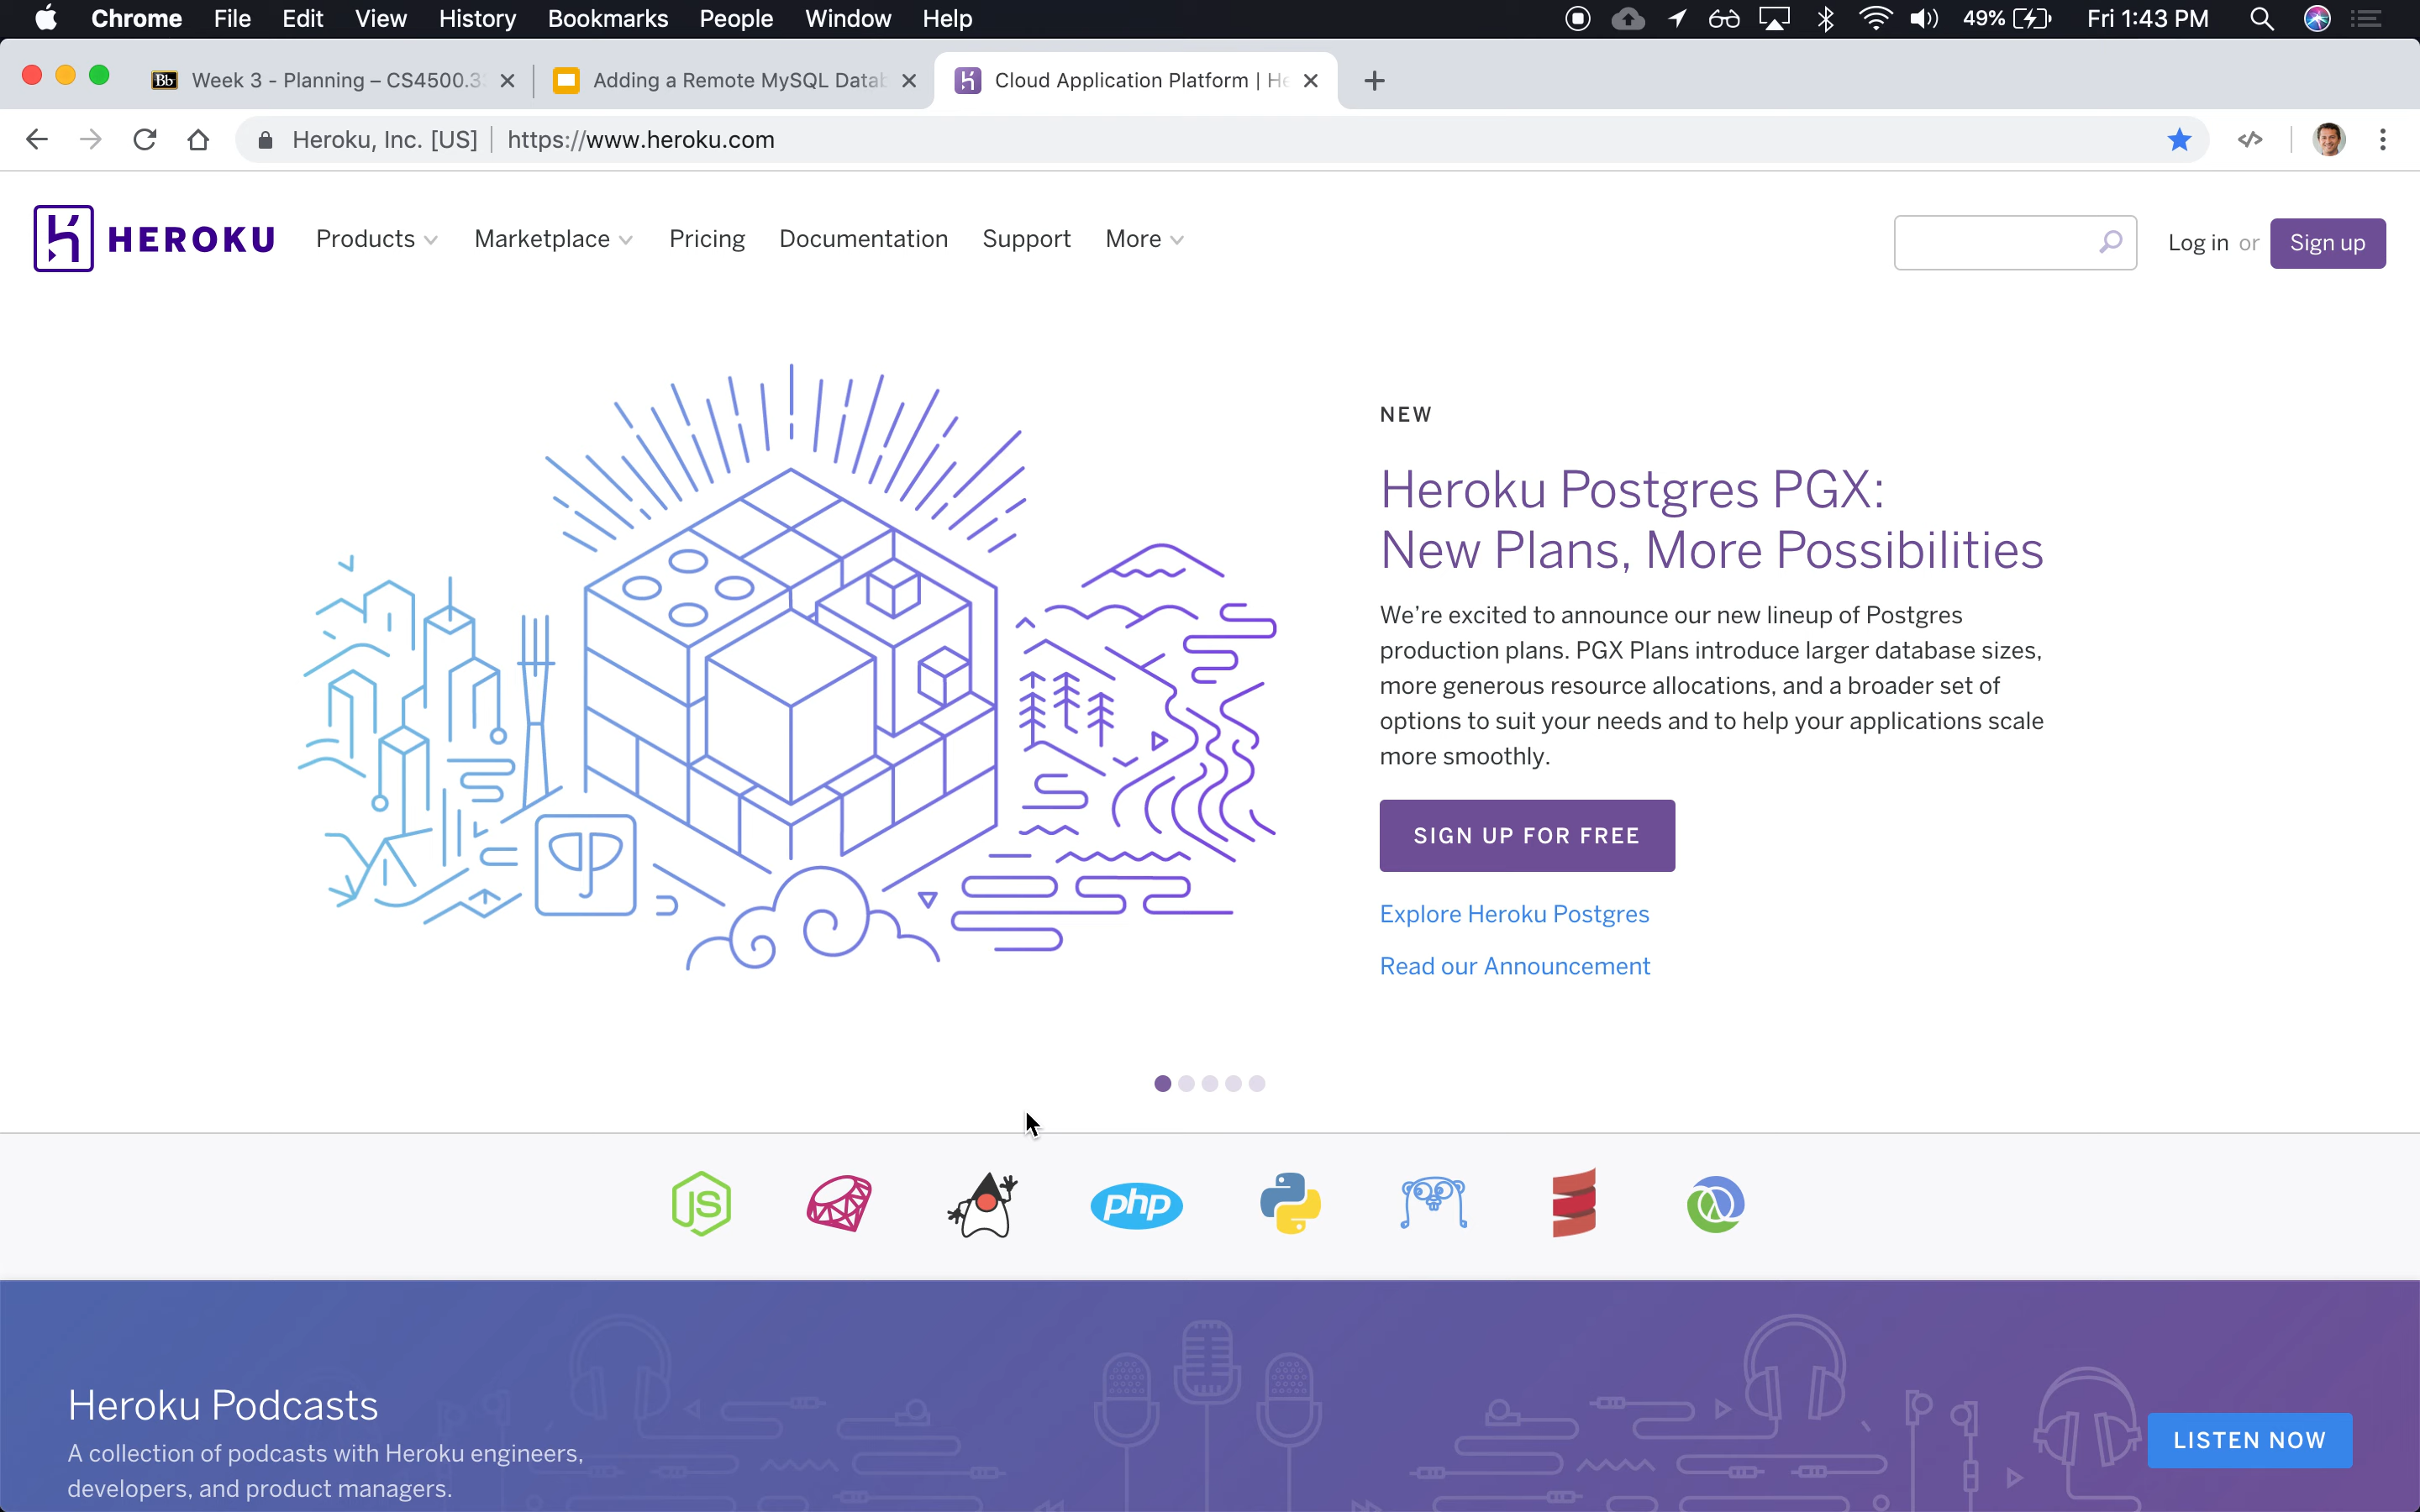 Chrome File Edit View History Bookmarks People Window Help 49% Fri 1:43 PM
Bb Week 3 - Planning – CS4500.3 Adding a Remote MySQL Datab Cloud Application Platform | He
Heroku, Inc. [US] https://www.heroku.com
HEROKU Products Marketplace Pricing Documentation Support More Log in or Sign up
NEW
Heroku Postgres PGX:
New Plans, More Possibilities
We’re excited to announce our new lineup of Postgres
production plans. PGX Plans introduce larger database sizes,
more generous resource allocations, and a broader set of
options to suit your needs and to help your applications scale
more smoothly.
SIGN UP FOR FREE
Explore Heroku Postgres
Read our Announcement
JS php
Heroku Podcasts
A collection of podcasts with Heroku engineers,
developers, and product managers.
LISTEN NOW